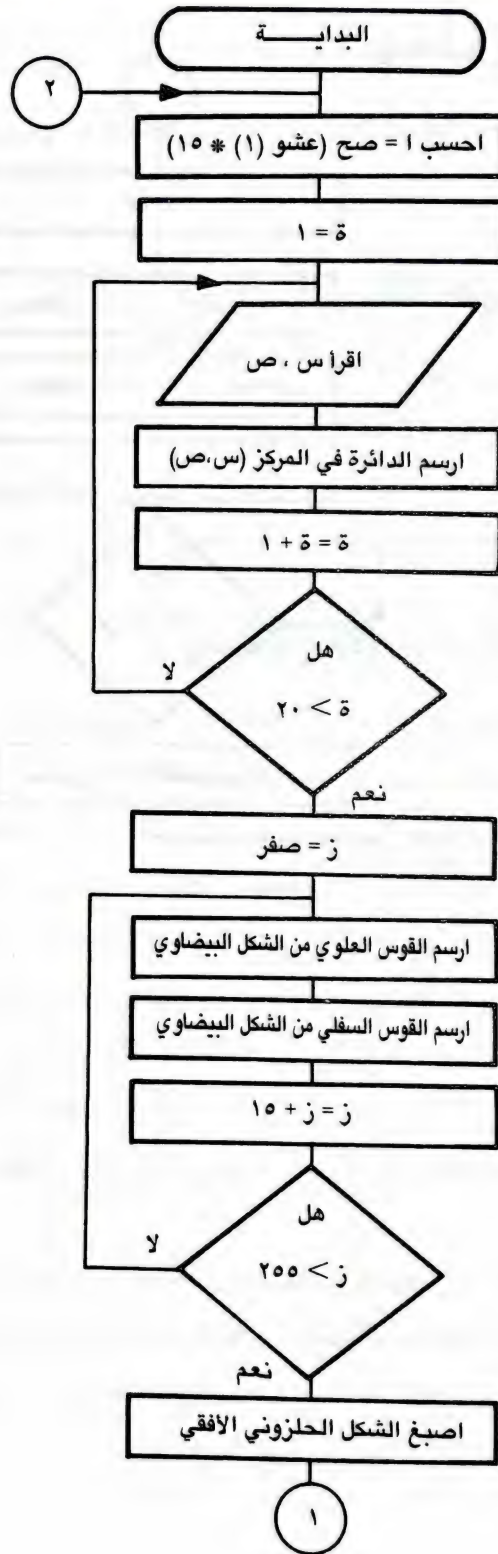 البدايـــــة
٢
احسب ا = صح (عشو (١) * ١٥)
ة = ١
اقرأ س ، ص
ارسم الدائرة في المركز (س،ص)
ة = ة + ١
هل
ة > ٢٠
لا
نعم
ز = صفر
ارسم القوس العلوي من الشكل البيضاوي
ارسم القوس السفلي من الشكل البيضاوي
ز = ز + ١٥
هل
ز > ٢٥٥
لا
نعم
اصبغ الشكل الحلزوني الأفقي
١